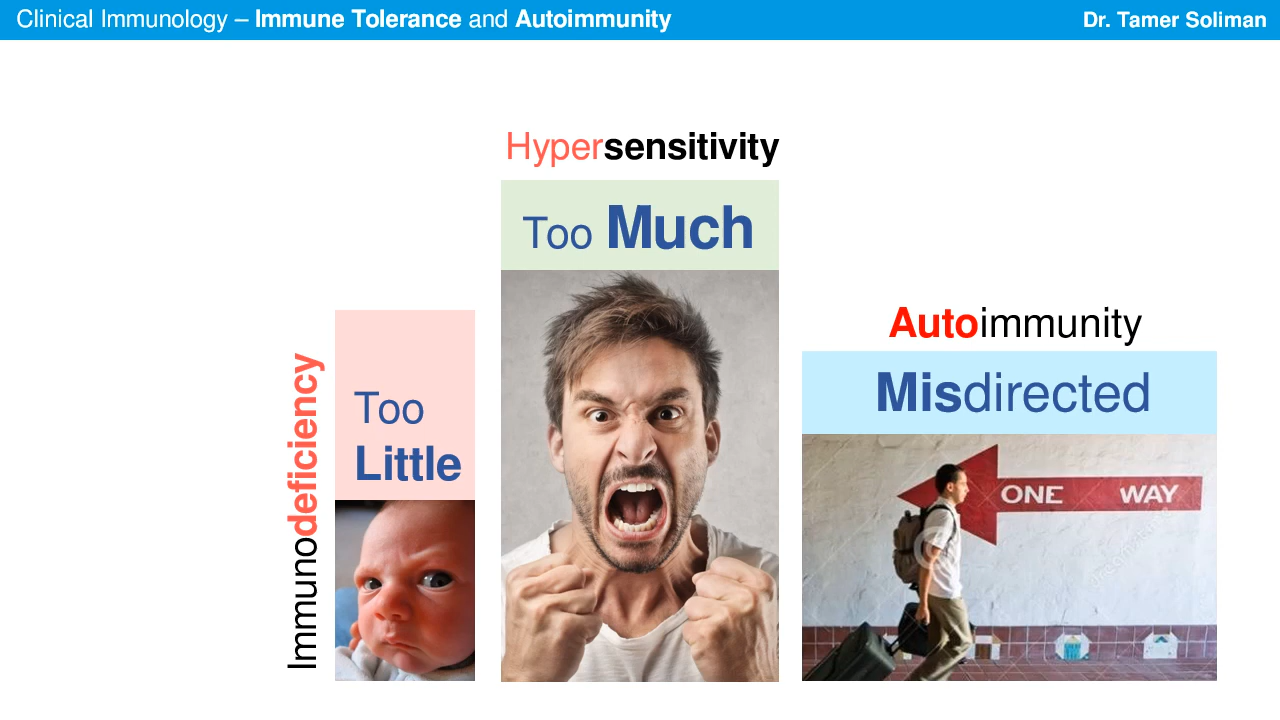 Clinical Immunology – Immune Tolerance and Autoimmunity
Dr. Tamer Soliman
Immunodeficiency
Too
Little
Hypersensitivity
Too Much
Autoimmunity
Misdirected
ONE WAY